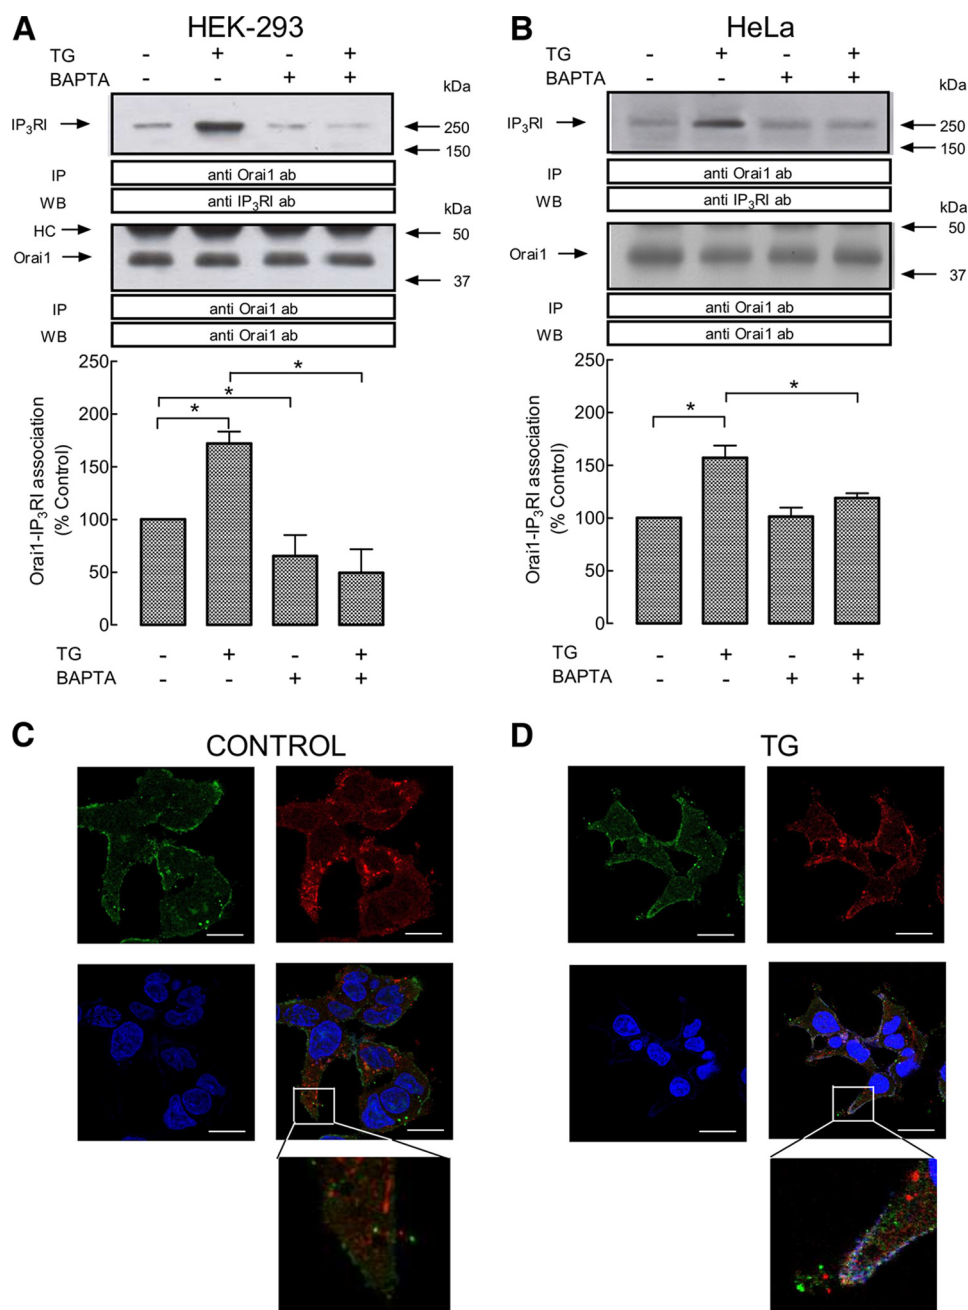 A HEK-293
TG - + - +
BAPTA - - + +
kDa
IP3RI 250
150
IP anti Orai1 ab
WB anti IP3RI ab
kDa
HC 50
Orai1
37
IP anti Orai1 ab
WB anti Orai1 ab
Orai1-IP3RI association
(% Control)
250
200
150
100
50
0
*
*
*
TG - + - +
BAPTA - - + +
B HeLa
TG - + - +
BAPTA - - + +
kDa
IP3RI 250
150
IP anti Orai1 ab
WB anti IP3RI ab
kDa
50
Orai1
37
IP anti Orai1 ab
WB anti Orai1 ab
Orai1-IP3RI association
(% Control)
250
200
150
100
50
0
*
*
TG - + - +
BAPTA - - + +
C CONTROL
D TG